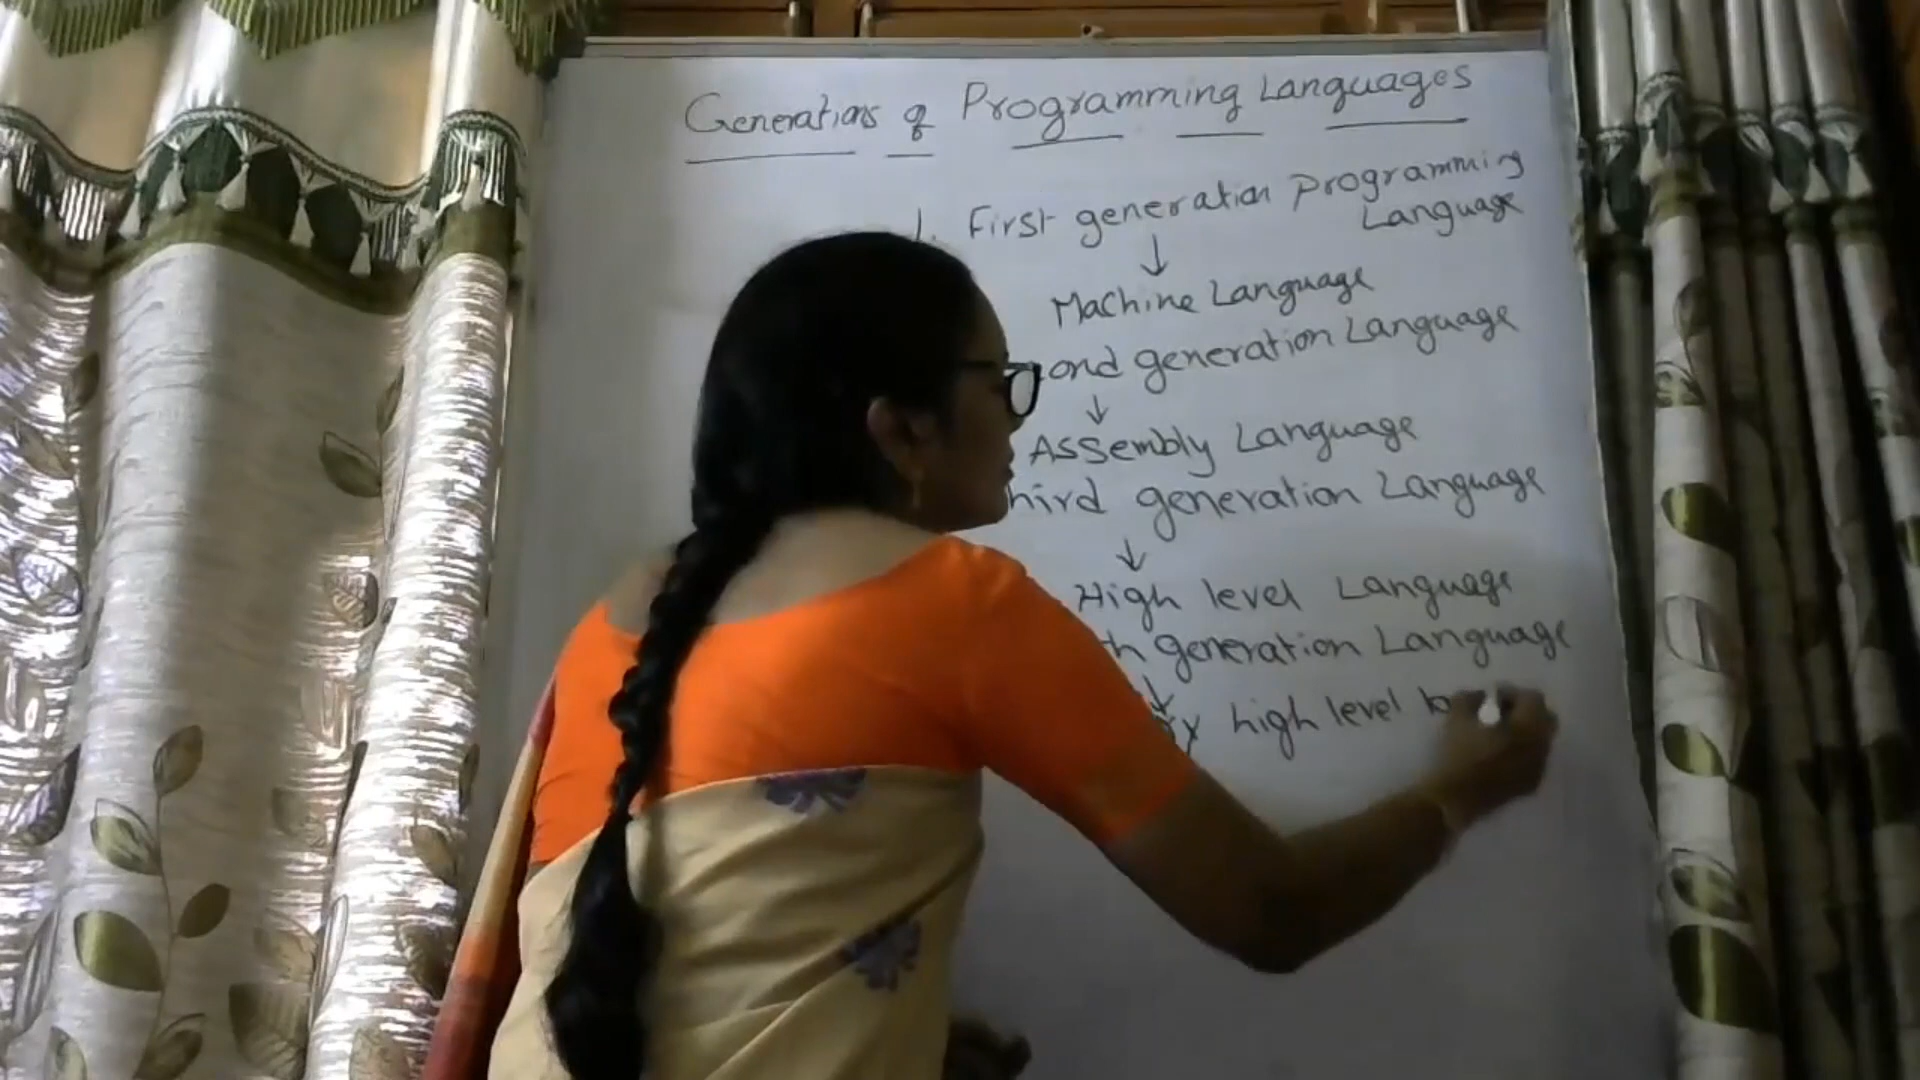 Generations of Programming Languages
1. First generation Programming
Language
↓
Machine Language
ond generation Language
↓
Assembly Language
hird generation Language
↓
High level Language
th generation Language
↓
high level